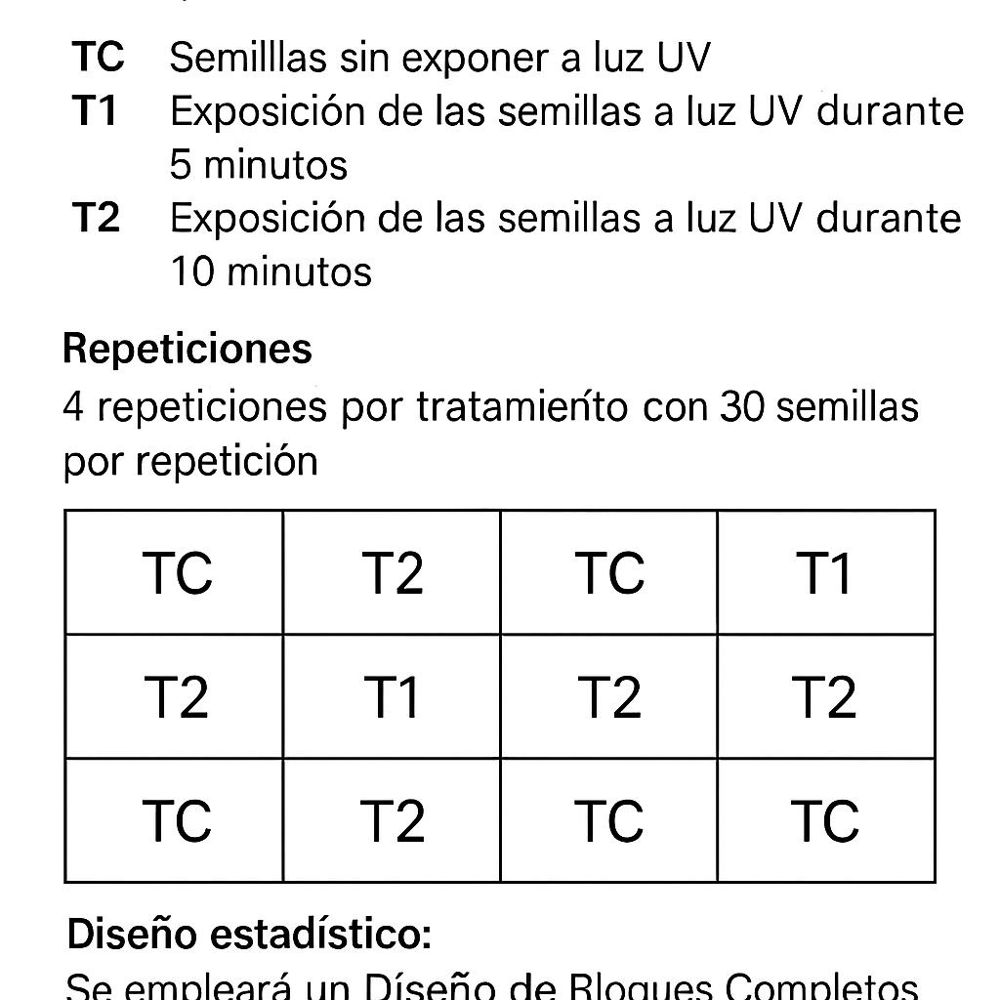 TC Semilllas sin exponer a luz UV
T1 Exposición de las semillas a luz UV durante
5 minutos
T2 Exposición de las semillas a luz UV durante
10 minutos
Repeticiones
4 repeticiones por tratamieńto con 30 semillas
por repetición
TC T2 TC T1
T2 T1 T2 T2
TC T2 TC TC
Diseño estadístico:
Se empleará un Díseño de Bloques Completos